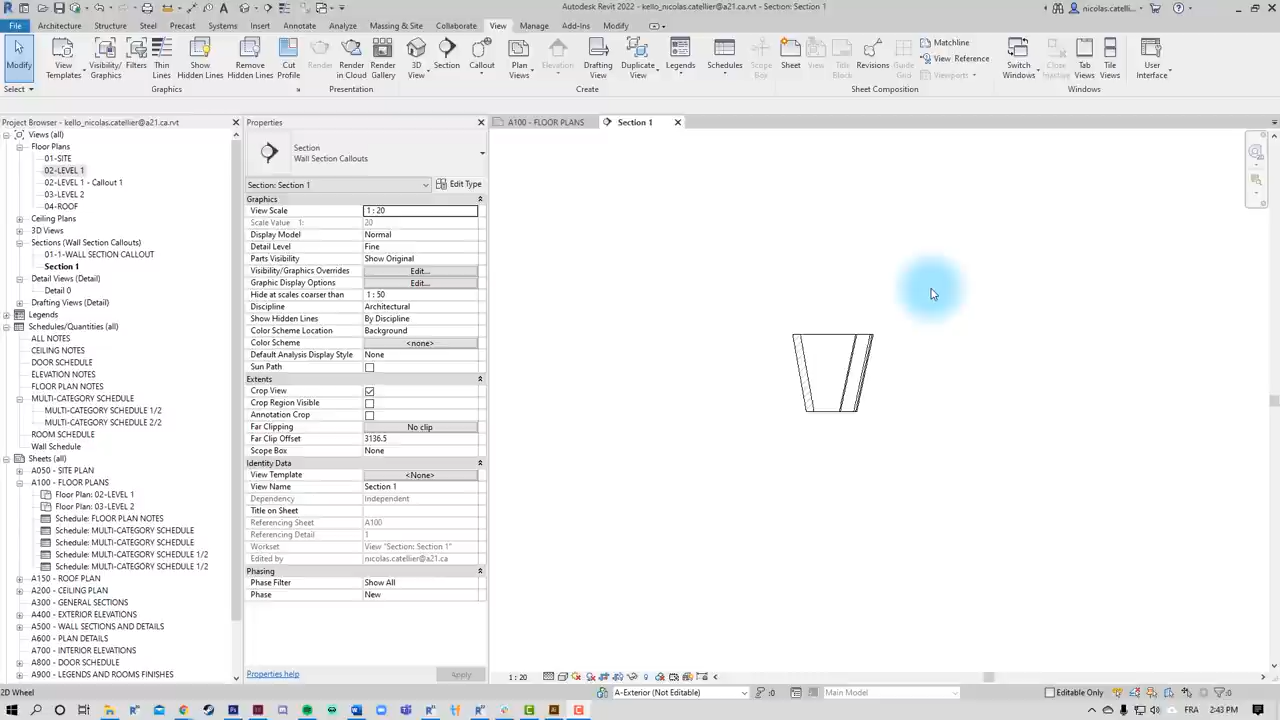 Autodesk Revit 2022 - kello_nicolas.catellier@a21.ca.rvt - Section: Section 1
nicolas.catelli...
File Architecture Structure Steel Precast Systems Insert Annotate Analyze Massing & Site Collaborate View Manage Add-Ins Modify
Modify
View Templates
Visibility/ Graphics
Filters
Thin Lines
Show Hidden Lines
Remove Hidden Lines
Cut Profile
Render
Render in Cloud
Render Gallery
3D View
Section
Callout
Plan Views
Elevation
Drafting View
Duplicate View
Legends
Schedules
Scope Box
Sheet
View
Title Block
Revisions
Guide Grid
Matchline
View Reference
Viewports
Switch Windows
Close Inactive
Tab Views
Tile Views
User Interface
Select
Graphics
Presentation
Create
Sheet Composition
Windows
Project Browser - kello_nicolas.catellier@a21.ca.rvt
Views (all)
Floor Plans
01-SITE
02-LEVEL 1
02-LEVEL 1 - Callout 1
03-LEVEL 2
04-ROOF
Ceiling Plans
3D Views
Sections (Wall Section Callouts)
01-1-WALL SECTION CALLOUT
Section 1
Detail Views (Detail)
Detail 0
Drafting Views (Detail)
Legends
Schedules/Quantities (all)
ALL NOTES
CEILING NOTES
DOOR SCHEDULE
ELEVATION NOTES
FLOOR PLAN NOTES
MULTI-CATEGORY SCHEDULE
MULTI-CATEGORY SCHEDULE 1/2
MULTI-CATEGORY SCHEDULE 2/2
ROOM SCHEDULE
Wall Schedule
Sheets (all)
A050 - SITE PLAN
A100 - FLOOR PLANS
Floor Plan: 02-LEVEL 1
Floor Plan: 03-LEVEL 2
Schedule: FLOOR PLAN NOTES
Schedule: MULTI-CATEGORY SCHEDULE
Schedule: MULTI-CATEGORY SCHEDULE
Schedule: MULTI-CATEGORY SCHEDULE 1/2
Schedule: MULTI-CATEGORY SCHEDULE 1/2
A150 - ROOF PLAN
A200 - CEILING PLAN
A300 - GENERAL SECTIONS
A400 - EXTERIOR ELEVATIONS
A500 - WALL SECTIONS AND DETAILS
A600 - PLAN DETAILS
A700 - INTERIOR ELEVATIONS
A800 - DOOR SCHEDULE
A900 - LEGENDS AND ROOMS FINISHES
Properties
Section
Wall Section Callouts
Section: Section 1
Edit Type
Graphics
View Scale 1 : 20
Scale Value 1: 20
Display Model Normal
Detail Level Fine
Parts Visibility Show Original
Visibility/Graphics Overrides Edit...
Graphic Display Options Edit...
Hide at scales coarser than 1 : 50
Discipline Architectural
Show Hidden Lines By Discipline
Color Scheme Location Background
Color Scheme <none>
Default Analysis Display Style None
Sun Path
Extents
Crop View
Crop Region Visible
Annotation Crop
Far Clipping No clip
Far Clip Offset 3136.5
Scope Box None
Identity Data
View Template <None>
View Name Section 1
Dependency Independent
Title on Sheet
Referencing Sheet A100
Referencing Detail 1
Workset View "Section: Section 1"
Edited by nicolas.catellier@a21.ca
Phasing
Phase Filter Show All
Phase New
Properties help
Apply
A100 - FLOOR PLANS
Section 1
1 : 20
2D Wheel
A-Exterior (Not Editable)
:0
Main Model
Editable Only
:0
FRA
2:43 PM